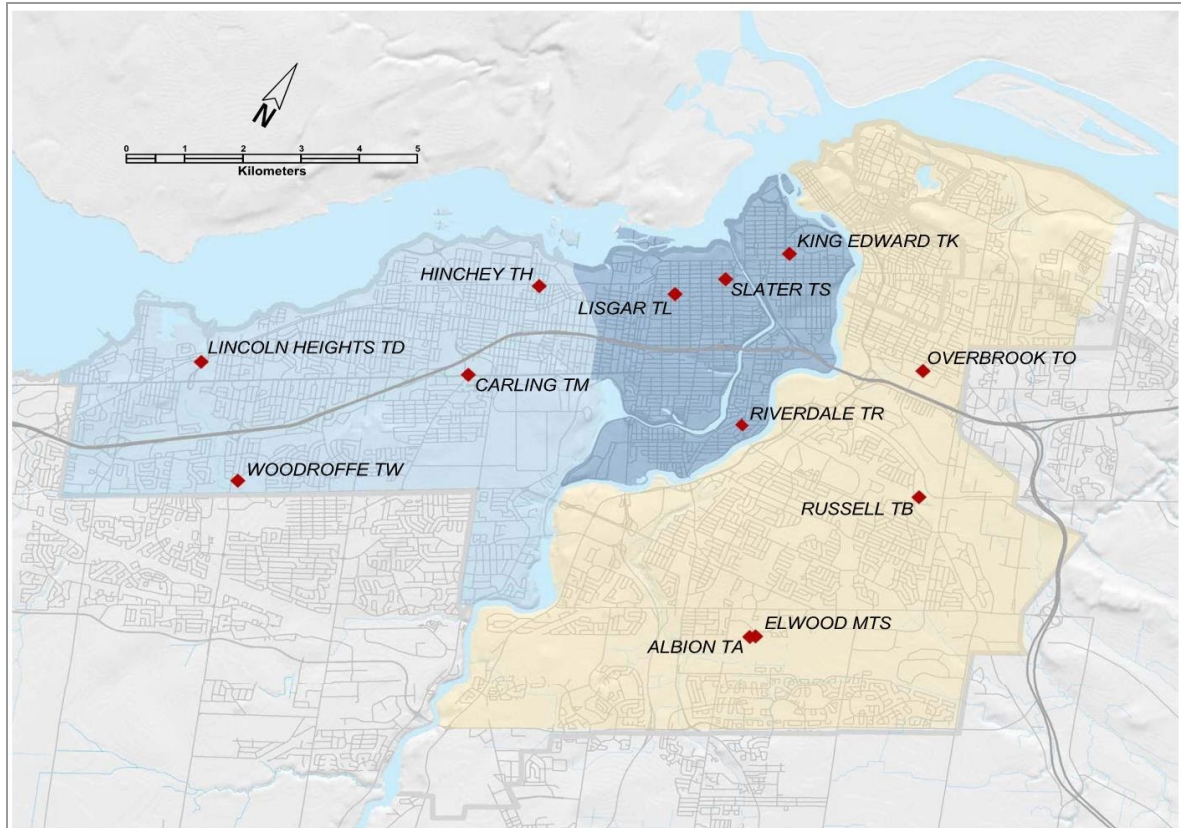 N
0 1 2 3 4 5
Kilometers
KING EDWARD TK
HINCHEY TH
SLATER TS
LISGAR TL
LINCOLN HEIGHTS TD
OVERBROOK TO
CARLING TM
RIVERDALE TR
WOODROFFE TW
RUSSELL TB
ELWOOD MTS
ALBION TA